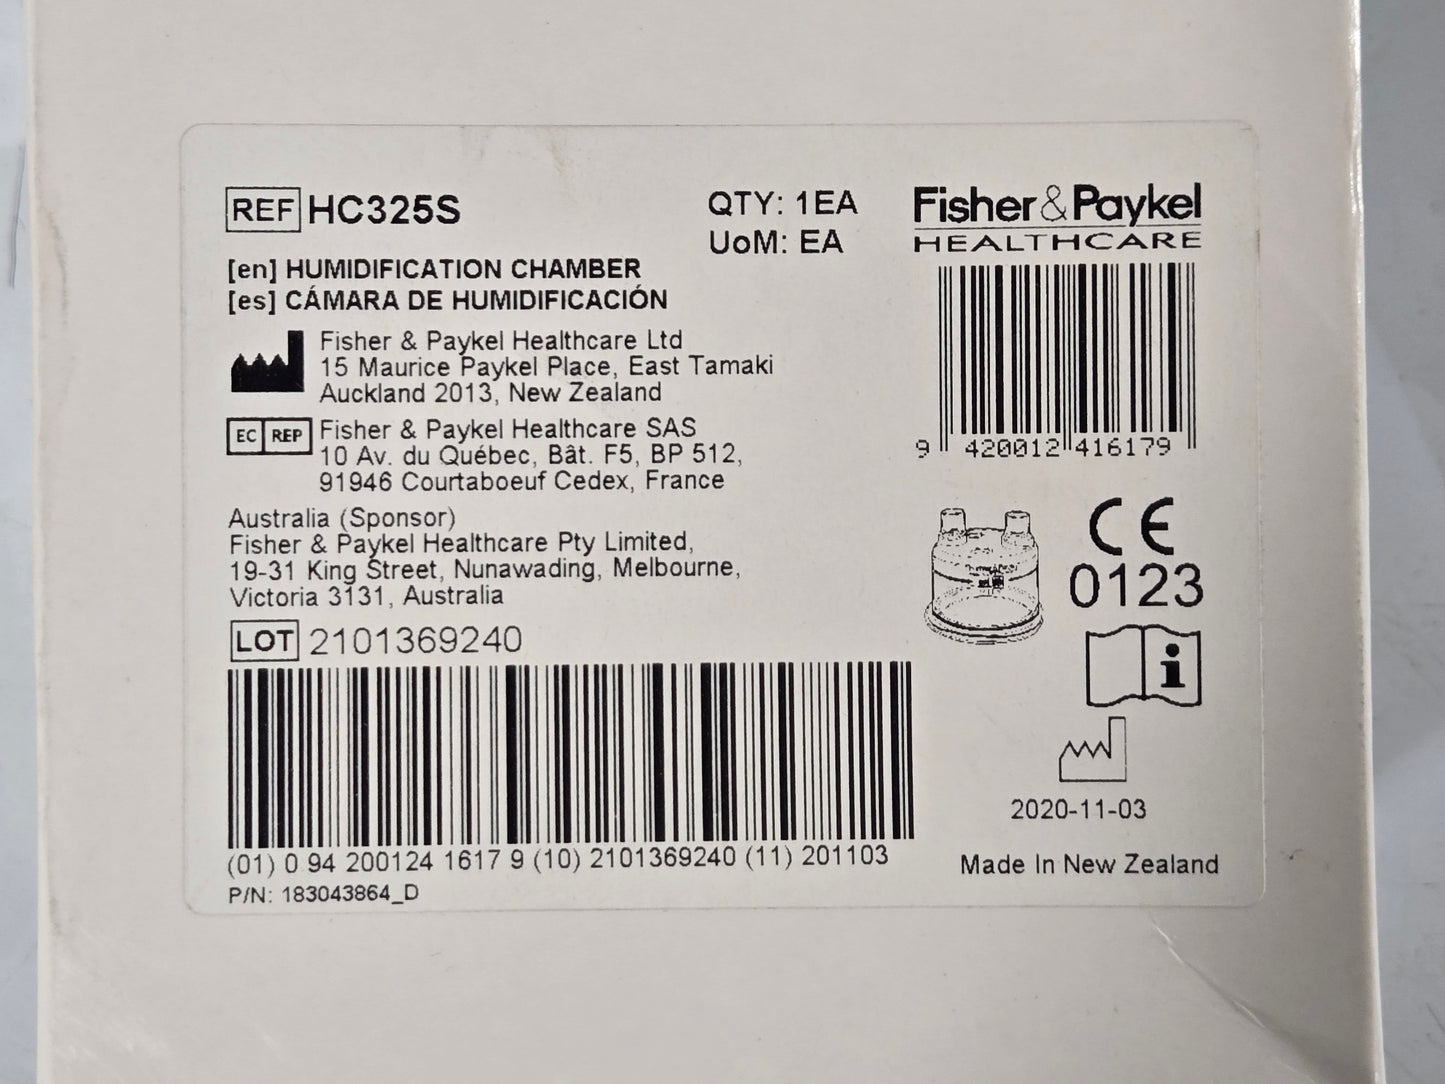 REF HC325S
QTY: 1EA
UoM: EA
Fisher & Paykel
HEALTHCARE
[en] HUMIDIFICATION CHAMBER
[es] CÁMARA DE HUMIDIFICACIÓN
Fisher & Paykel Healthcare Ltd
15 Maurice Paykel Place, East Tamaki
Auckland 2013, New Zealand
EC REP Fisher & Paykel Healthcare SAS
10 Av. du Québec, Bât. F5, BP 512,
91946 Courtaboeuf Cedex, France
9 420012 416179
Australia (Sponsor)
Fisher & Paykel Healthcare Pty Limited,
19-31 King Street, Nunawading, Melbourne,
Victoria 3131, Australia
CE
0123
LOT 2101369240
i
2020-11-03
(01) 0 94 200124 1617 9 (10) 2101369240 (11) 201103
Made In New Zealand
P/N: 183043864_D